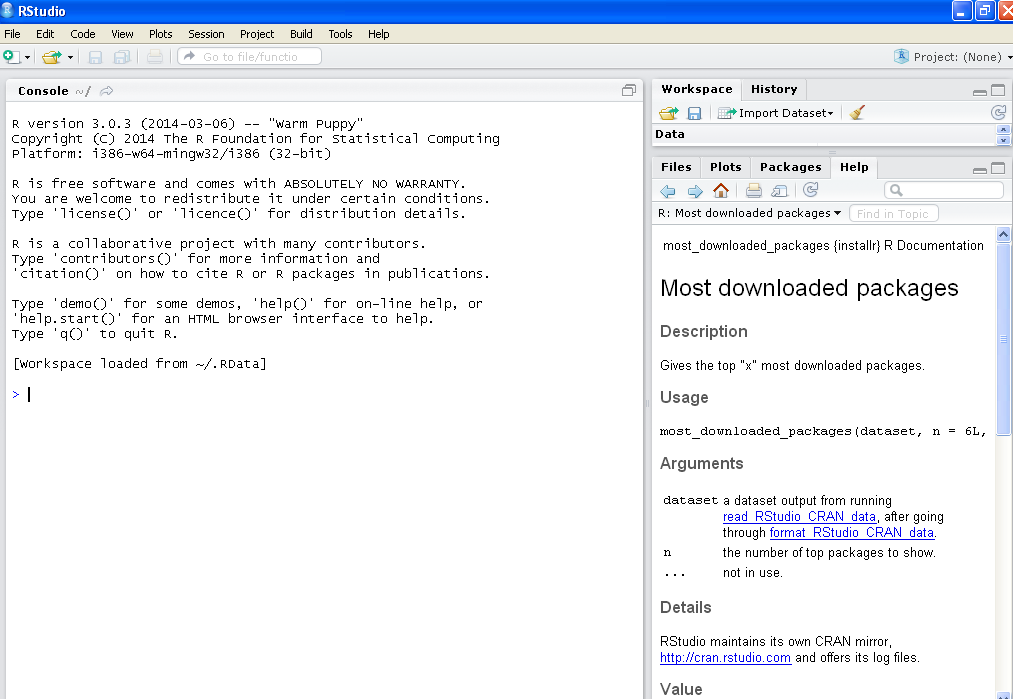 RStudio
File Edit Code View Plots Session Project Build Tools Help
Go to file/functio
Project: (None)
Console ~/
R version 3.0.3 (2014-03-06) -- "Warm Puppy"
Copyright (C) 2014 The R Foundation for Statistical Computing
Platform: i386-w64-mingw32/i386 (32-bit)
R is free software and comes with ABSOLUTELY NO WARRANTY.
You are welcome to redistribute it under certain conditions.
Type 'license()' or 'licence()' for distribution details.
R is a collaborative project with many contributors.
Type 'contributors()' for more information and
'citation()' on how to cite R or R packages in publications.
Type 'demo()' for some demos, 'help()' for on-line help, or
'help.start()' for an HTML browser interface to help.
Type 'q()' to quit R.
[Workspace loaded from ~/.RData]
>
Workspace History
Import Dataset
Data
Files Plots Packages Help
R: Most downloaded packages Find in Topic
most_downloaded_packages {installr} R Documentation
Most downloaded packages
Description
Gives the top "x" most downloaded packages.
Usage
most_downloaded_packages(dataset, n = 6L,
Arguments
dataset a dataset output from running
read_RStudio_CRAN_data, after going
through format_RStudio_CRAN_data.
n the number of top packages to show.
... not in use.
Details
RStudio maintains its own CRAN mirror,
http://cran.rstudio.com and offers its log files.
Value